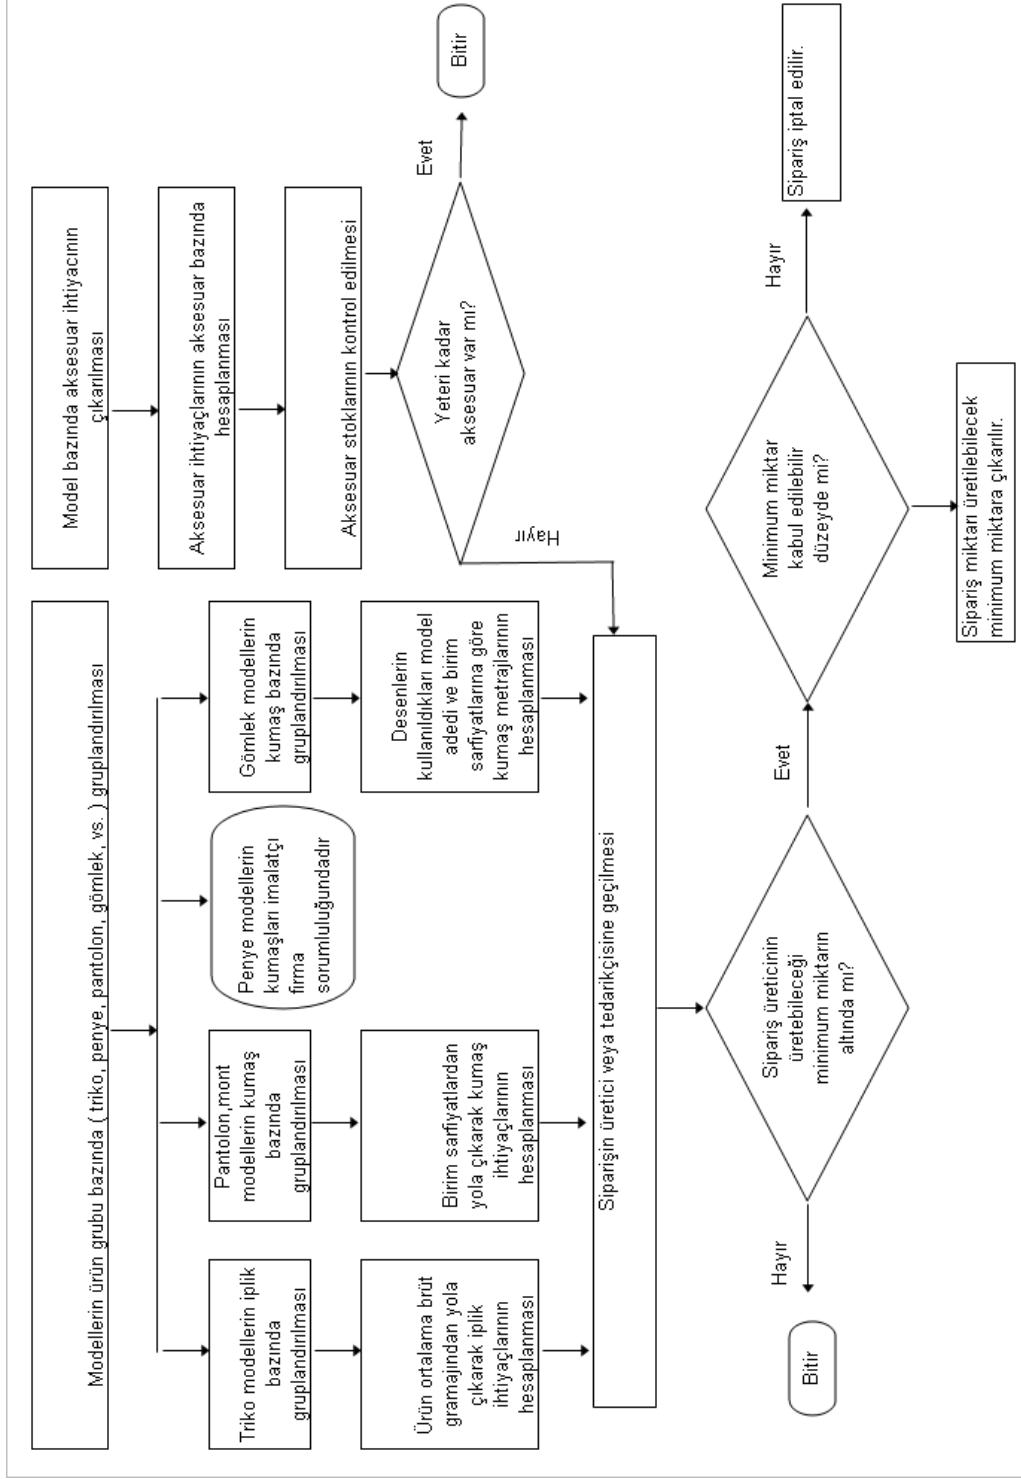 Modellerin ürün grubu bazında ( triko, penye, pantolon, gömlek, vs. ) gruplandırılması
Triko modellerin iplik
bazında
gruplandırılması
Pantolon,mont
modellerin kumaş
bazında
gruplandırılması
Penye modellerin
kumaşları imalatçı
firma
sorumluluğundadır
Gömlek modellerin
kumaş bazında
gruplandırılması
Ürün ortalama brüt
gramajından yola
çıkarak iplik
ihtiyaçlarının
hesaplanması
Birim sarfiyatlardan
yola çıkarak kumaş
ihtiyaçlarının
hesaplanması
Desenlerin
kullanıldıkları model
adedi ve birim
sarfiyatlarına göre
kumaş metrajlarının
hesaplanması
Model bazında aksesuar ihtiyacının
çıkarılması
Aksesuar ihtiyaçlarının aksesuar bazında
hesaplanması
Aksesuar stoklarının kontrol edilmesi
Yeteri kadar
aksesuar var mı?
Evet
Bitir
Hayır
Siparişin üretici veya tedarikçisine geçilmesi
Sipariş üreticinin
üretebileceği
minimum miktarın
altında mı?
Hayır
Bitir
Evet
Minimum miktar
kabul edilebilir
düzeyde mi?
Hayır
Sipariş iptal edilir.
Sipariş miktarı üretilebilecek
minimum miktara çıkarılır.